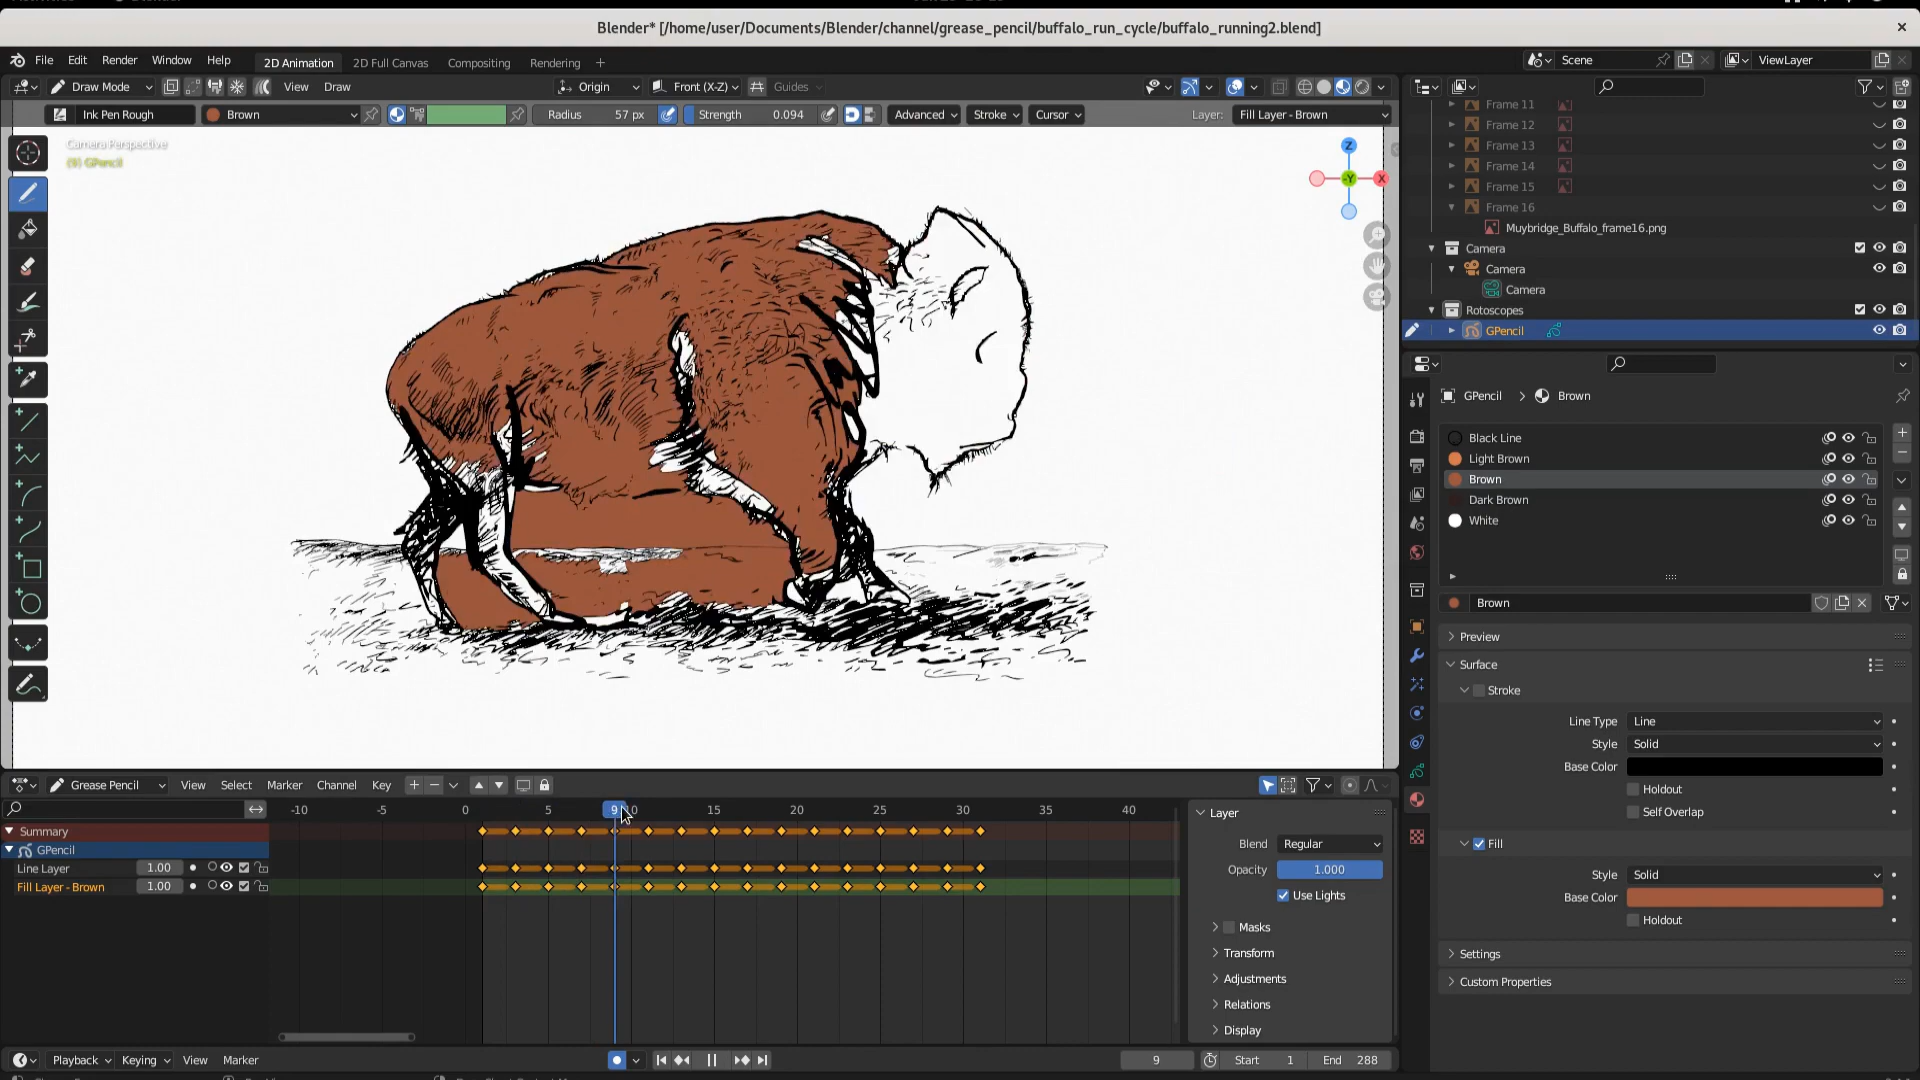 Blender* [/home/user/Documents/Blender/channel/grease_pencil/buffalo_run_cycle/buffalo_running2.blend]
File Edit Render Window Help 2D Animation 2D Full Canvas Compositing Rendering + Scene ViewLayer
Draw Mode View Draw Origin Front (X-Z) Guides
Ink Pen Rough Brown Radius 57 px Strength 0.094 Advanced Stroke Cursor Layer: Fill Layer - Brown
Camera Perspective
(9) GPencil
Z
-Y X
Frame 11
Frame 12
Frame 13
Frame 14
Frame 15
Frame 16
Muybridge_Buffalo_frame16.png
Camera
Camera
Camera
Rotoscopes
GPencil
GPencil > Brown
Black Line
Light Brown
Brown
Dark Brown
White
Brown
Preview
Surface
Stroke
Line Type Line
Style Solid
Base Color
Holdout
Self Overlap
Fill
Style Solid
Base Color
Holdout
Settings
Custom Properties
Grease Pencil View Select Marker Channel Key
-10 -5 0 5 9 10 15 20 25 30 35 40
Summary
GPencil
Line Layer 1.00
Fill Layer - Brown 1.00
Layer
Blend Regular
Opacity 1.000
Use Lights
Masks
Transform
Adjustments
Relations
Display
Playback Keying View Marker 9 Start 1 End 288